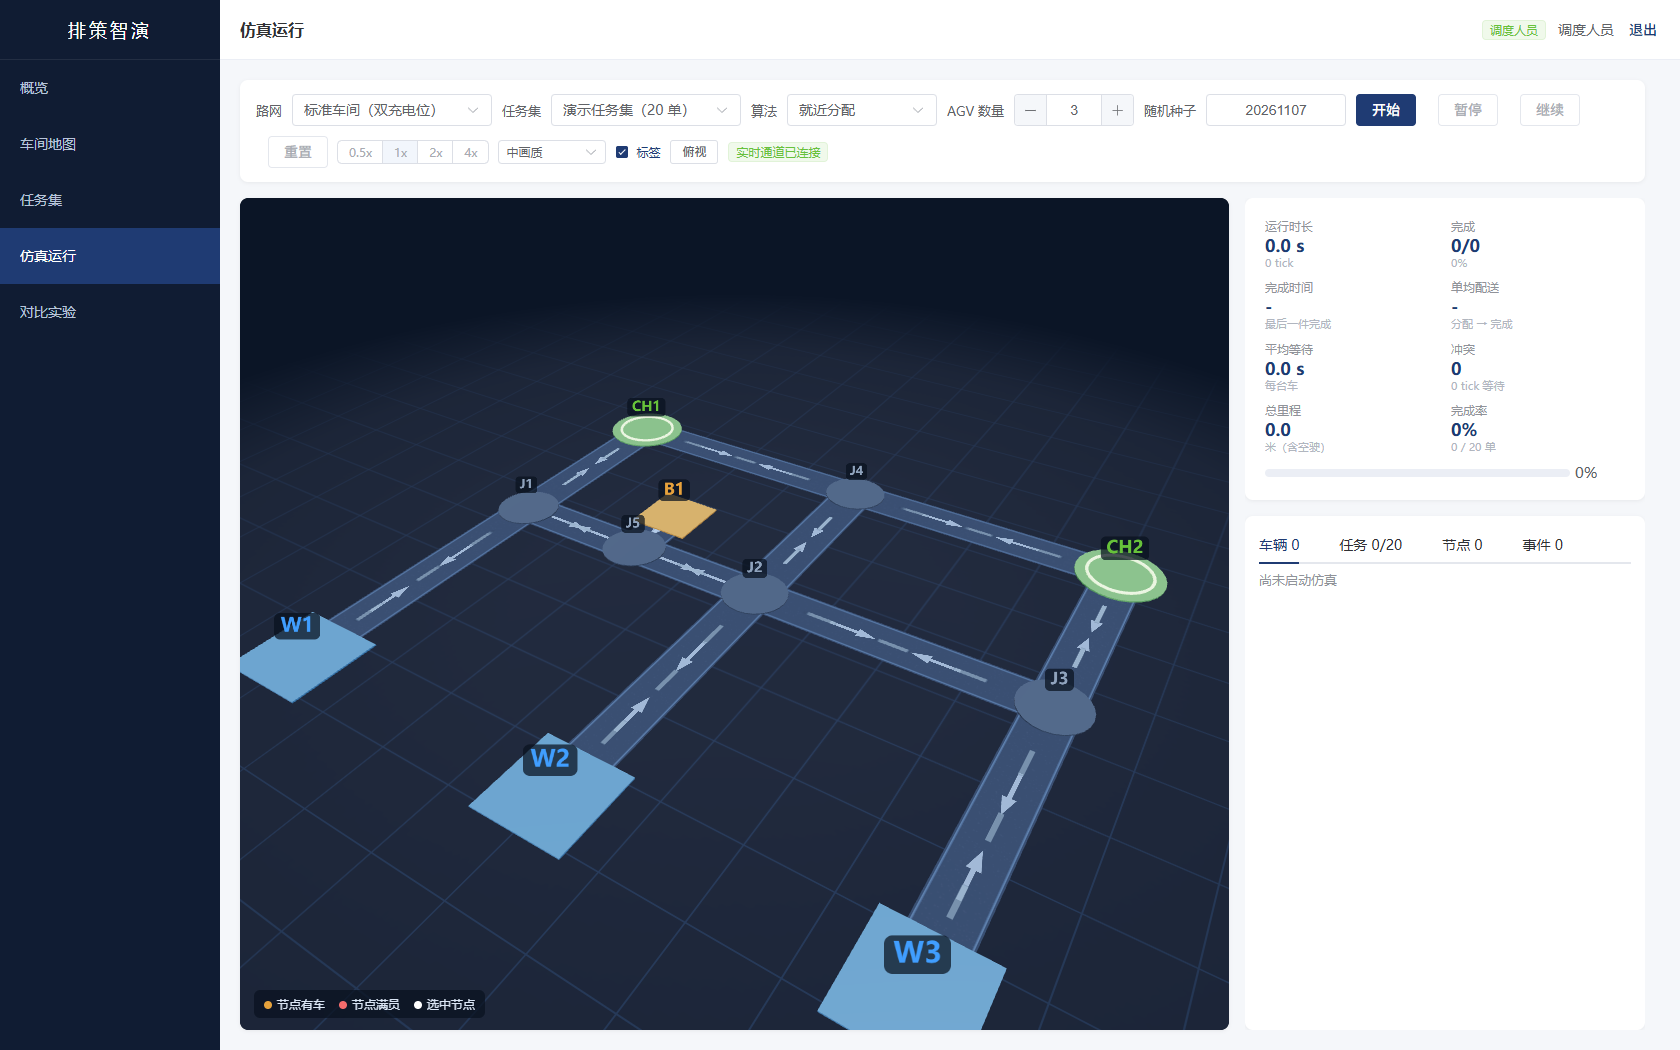 排策智演
概览
车间地图
任务集
仿真运行
对比实验
仿真运行
调度人员 调度人员 退出
路网 标准车间（双充电位） 任务集 演示任务集（20 单） 算法 就近分配 AGV 数量 3 随机种子 20261107 开始 暂停 继续
重置 0.5x 1x 2x 4x 中画质 标签 俯视 实时通道已连接
CH1
J4
J1
B1
J5
CH2
J2
W1
J3
W2
W3
节点有车 节点满员 选中节点
运行时长 完成
0.0 s 0/0
0 tick 0%
完成时间 单均配送
- -
最后一件完成 分配 → 完成
平均等待 冲突
0.0 s 0
每台车 0 tick 等待
总里程 完成率
0.0 0%
米（含空驶） 0 / 20 单
0%
车辆 0 任务 0/20 节点 0 事件 0
尚未启动仿真